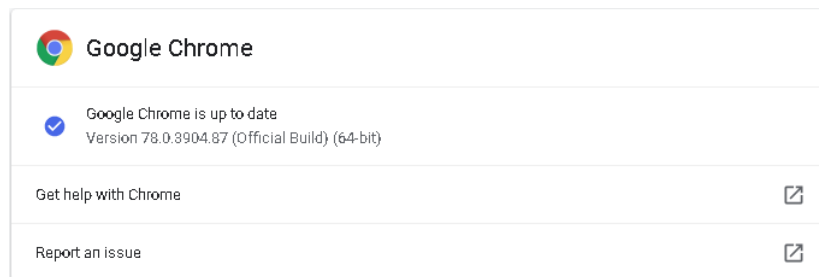 Google Chrome
Google Chrome is up to date
Version 78.0.3904.87 (Official Build) (64-bit)
Get help with Chrome
Report an issue